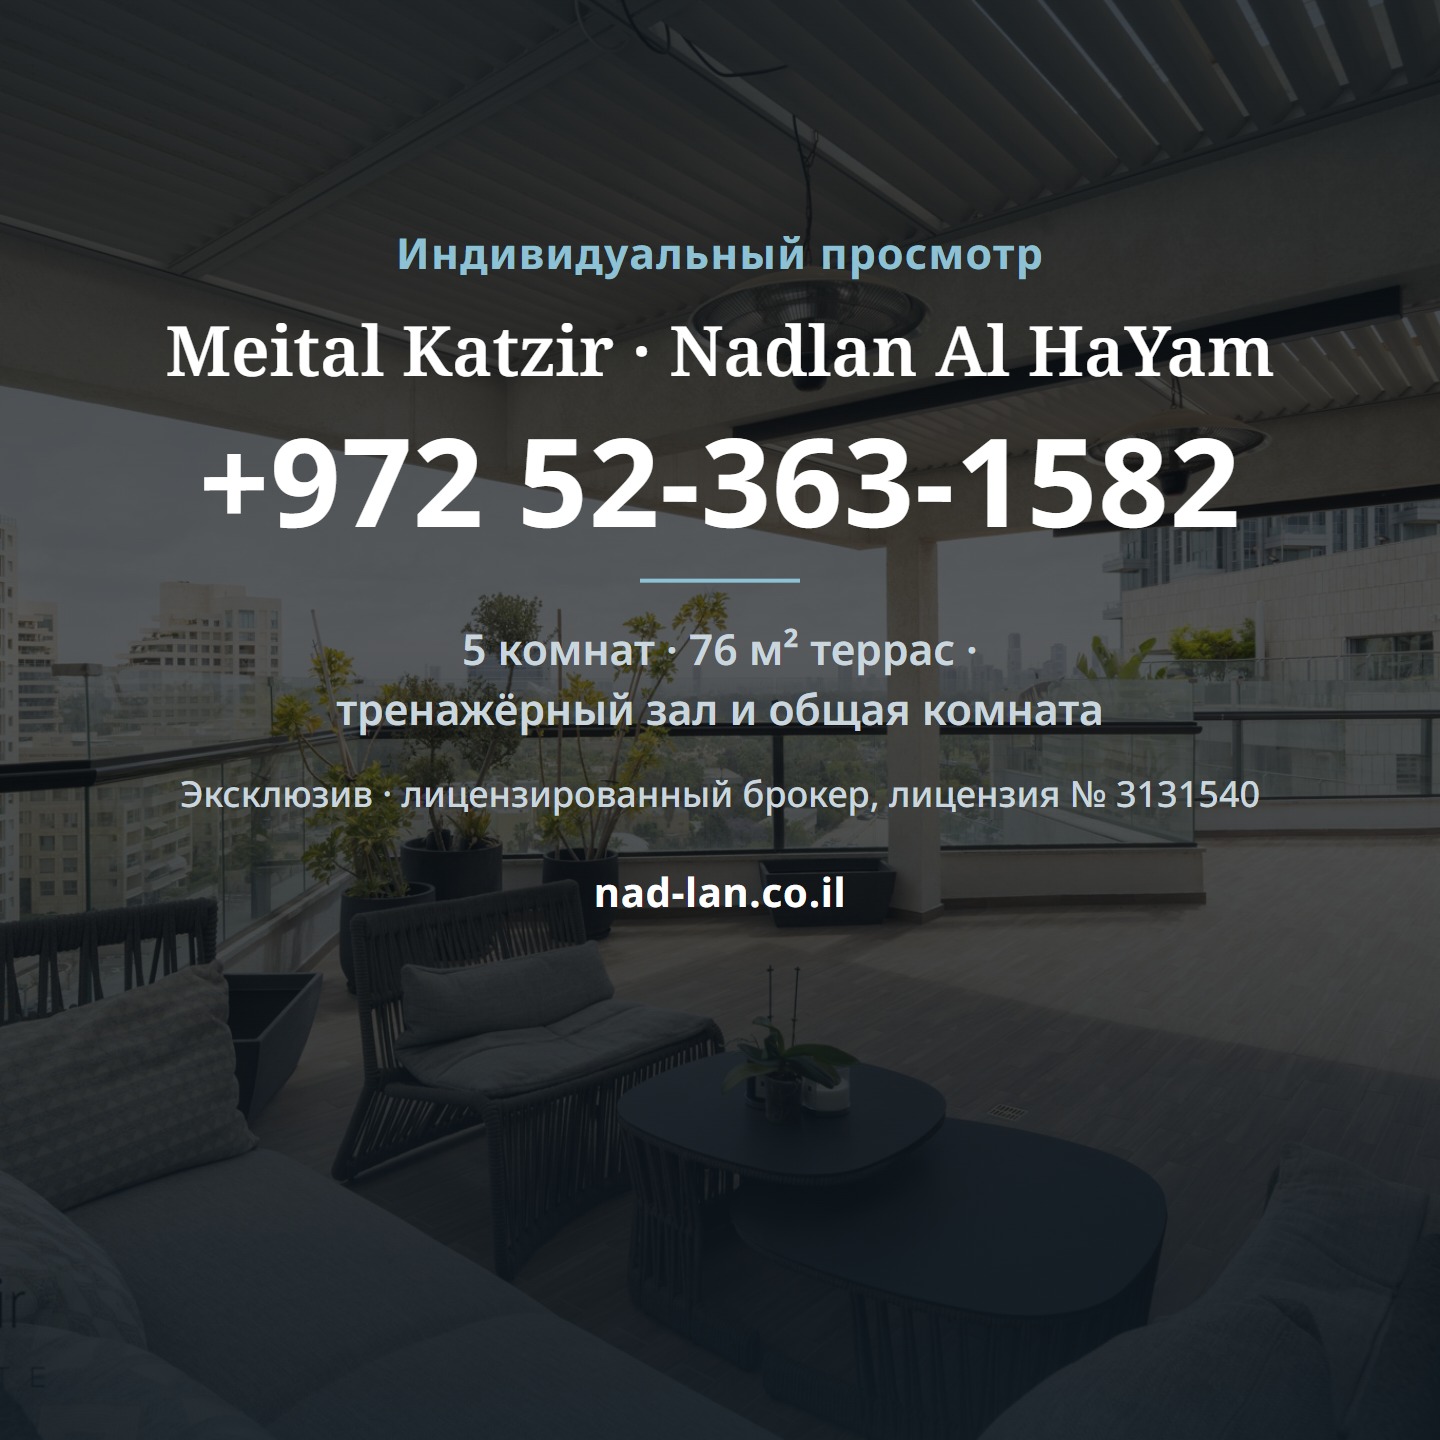 Индивидуальный просмотр
Meital Katzir · Nadlan Al HaYam
+972 52-363-1582
5 комнат · 76 м² террас ·
тренажёрный зал и общая комната
Эксклюзив · лицензированный брокер, лицензия № 3131540
nad-lan.co.il